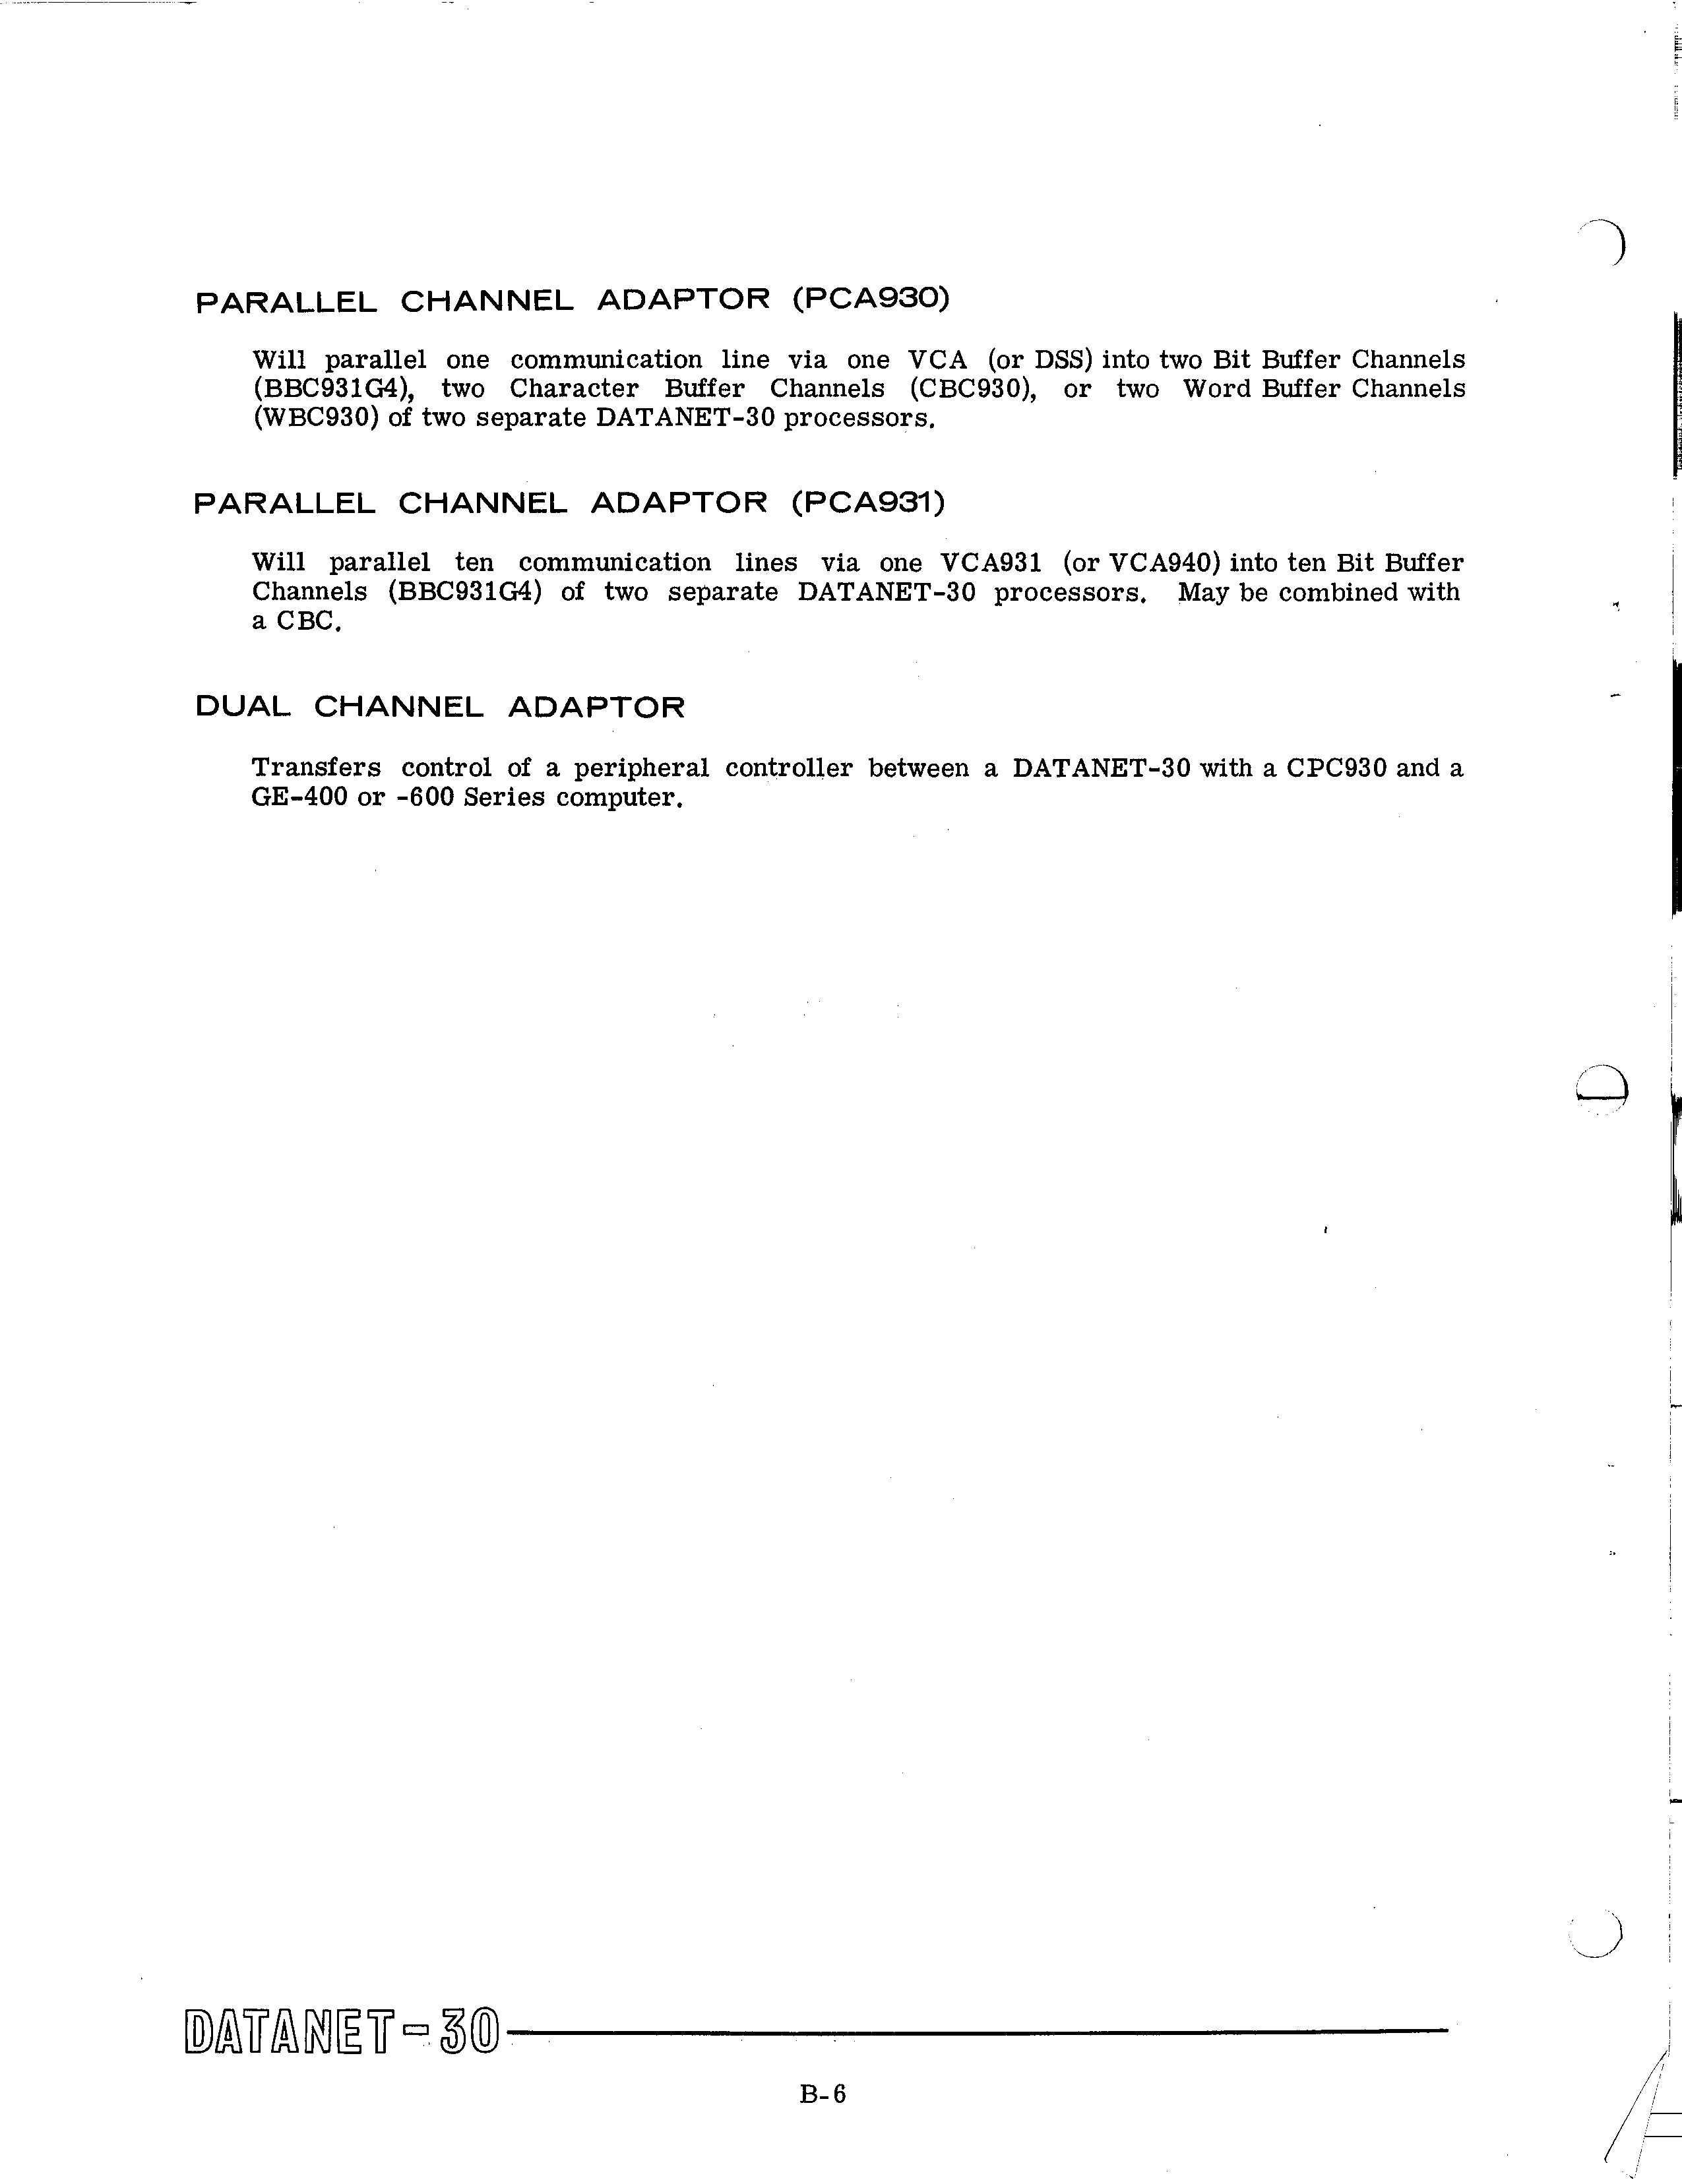 PARALLEL CHANNEL ADAPTOR (PCA930)
Will parallel one communication line via one VCA (or DSS) into two Bit Buffer Channels
(BBC931G4), two Character Buffer Channels (CBC930), or two Word Buffer Channels
(WBC930) of two separate DATANET-30 processors.
PARALLEL CHANNEL ADAPTOR (PCA931)
Will parallel ten communication lines via one VCA931 (or VCA940) into ten Bit Buffer
Channels (BBC931G4) of two separate DATANET-30 processors. May be combined with
a CBC.
DUAL CHANNEL ADAPTOR
Transfers control of a peripheral controller between a DATANET-30 with a CPC930 and a
GE-400 or -600 Series computer.
DATANET-30
B-6